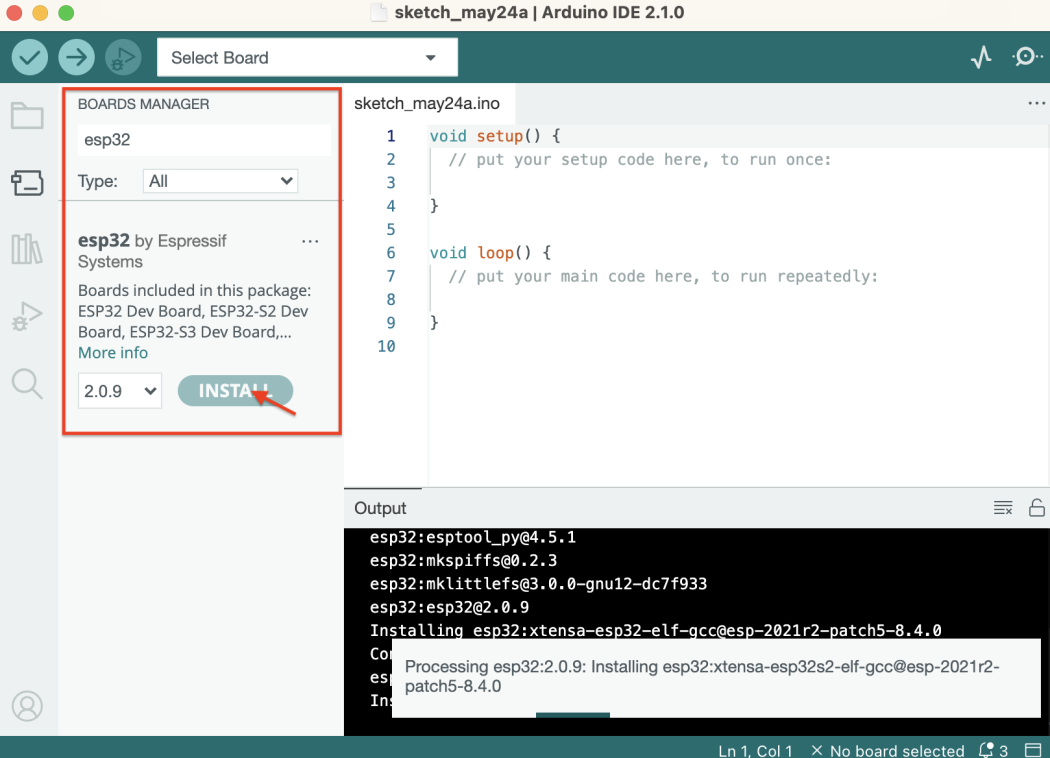 sketch_may24a | Arduino IDE 2.1.0
Select Board
BOARDS MANAGER
esp32
Type: All
esp32 by Espressif
Systems
Boards included in this package:
ESP32 Dev Board, ESP32-S2 Dev
Board, ESP32-S3 Dev Board,...
More info
2.0.9 INSTALL
sketch_may24a.ino
1 void setup() {
2 // put your setup code here, to run once:
3
4 }
5
6 void loop() {
7 // put your main code here, to run repeatedly:
8
9 }
10
Output
esp32:esptool_py@4.5.1
esp32:mkspiffs@0.2.3
esp32:mklittlefs@3.0.0-gnu12-dc7f933
esp32:esp32@2.0.9
Installing esp32:xtensa-esp32-elf-gcc@esp-2021r2-patch5-8.4.0
Processing esp32:2.0.9: Installing esp32:xtensa-esp32s2-elf-gcc@esp-2021r2-
patch5-8.4.0
Ln 1, Col 1 × No board selected 3